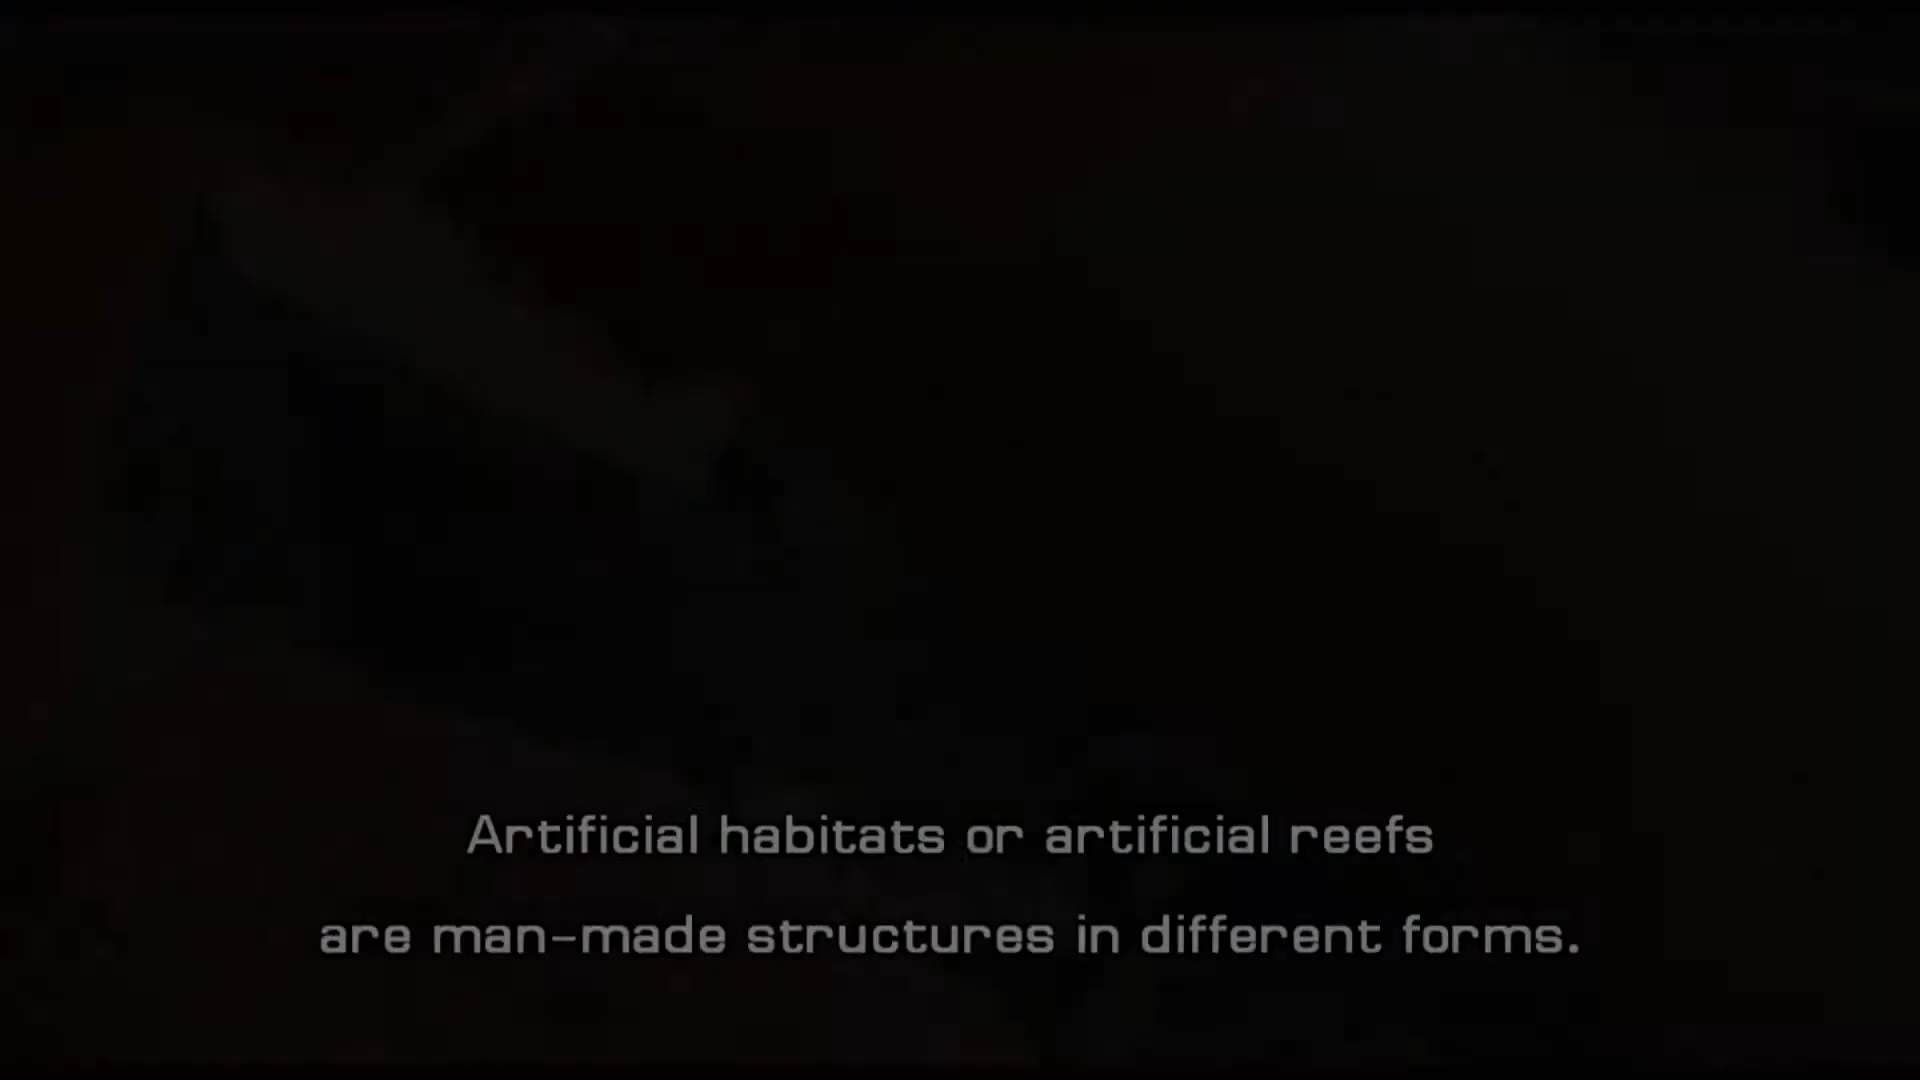 Artificial habitats or artificial reefs
are man-made structures in different forms.